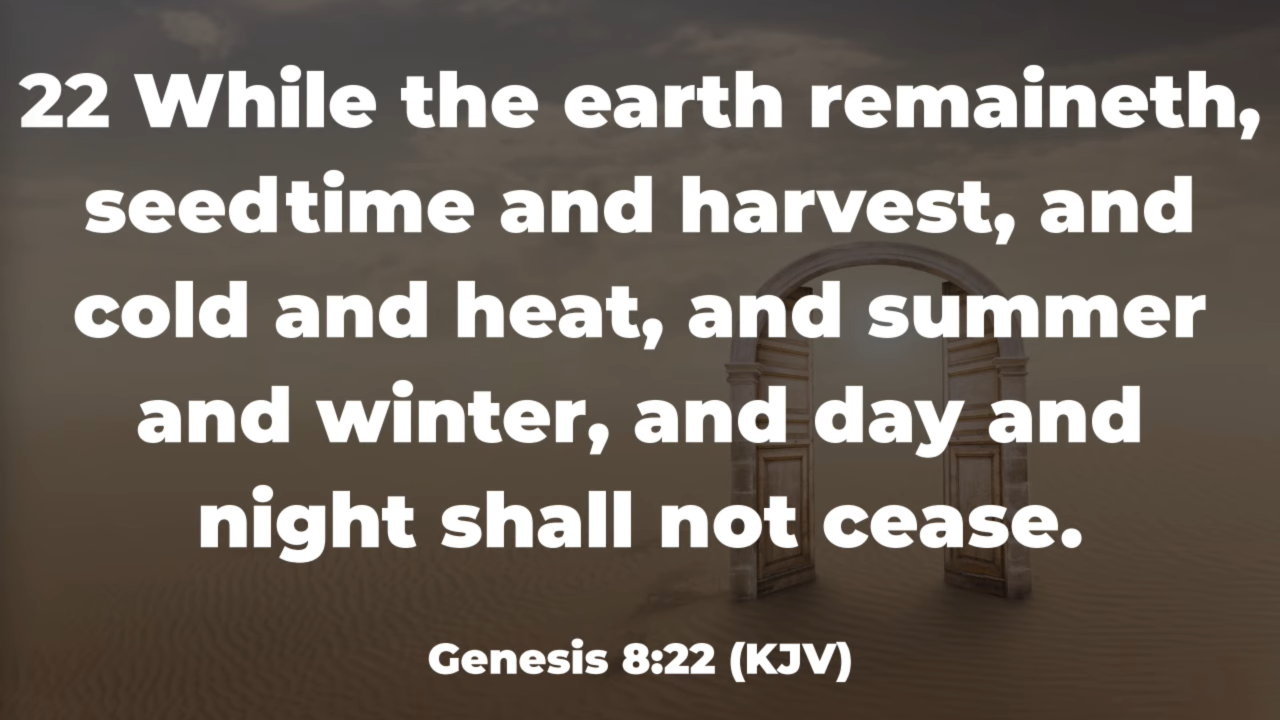 22 While the earth remaineth,
seedtime and harvest, and
cold and heat, and summer
and winter, and day and
night shall not cease.
Genesis 8:22 (KJV)